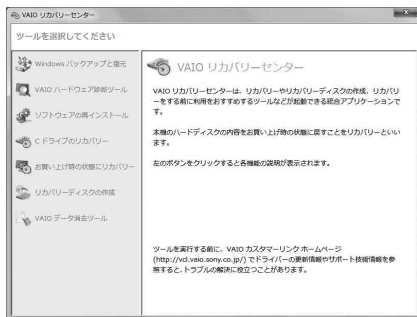 VAIO リカバリーセンター
ツールを選択してください
Windows バックアップと復元
VAIO ハードウェア診断ツール
ソフトウェアの再インストール
C ドライブのリカバリー
お買い上げ時の状態にリカバリー
リカバリーディスクの作成
VAIO データ消去ツール
VAIO リカバリーセンター
VAIO リカバリーセンターは、リカバリーやリカバリーディスクの作成、リカバリ
ーをする前に利用をおすすめするツールなどが起動できる統合アプリケーションで
す。
本機のハードディスクの内容をお買い上げ時の状態に戻すことをリカバリーといい
ます。
左のボタンをクリックすると各機能の説明が表示されます。
ツールを実行する前に、VAIO カスタマーリンク ホームページ
(http://vcl.vaio.sony.co.jp/) でドライバーの更新情報やサポート技術情報を参
照すると、トラブルの解決に役立つことがあります。